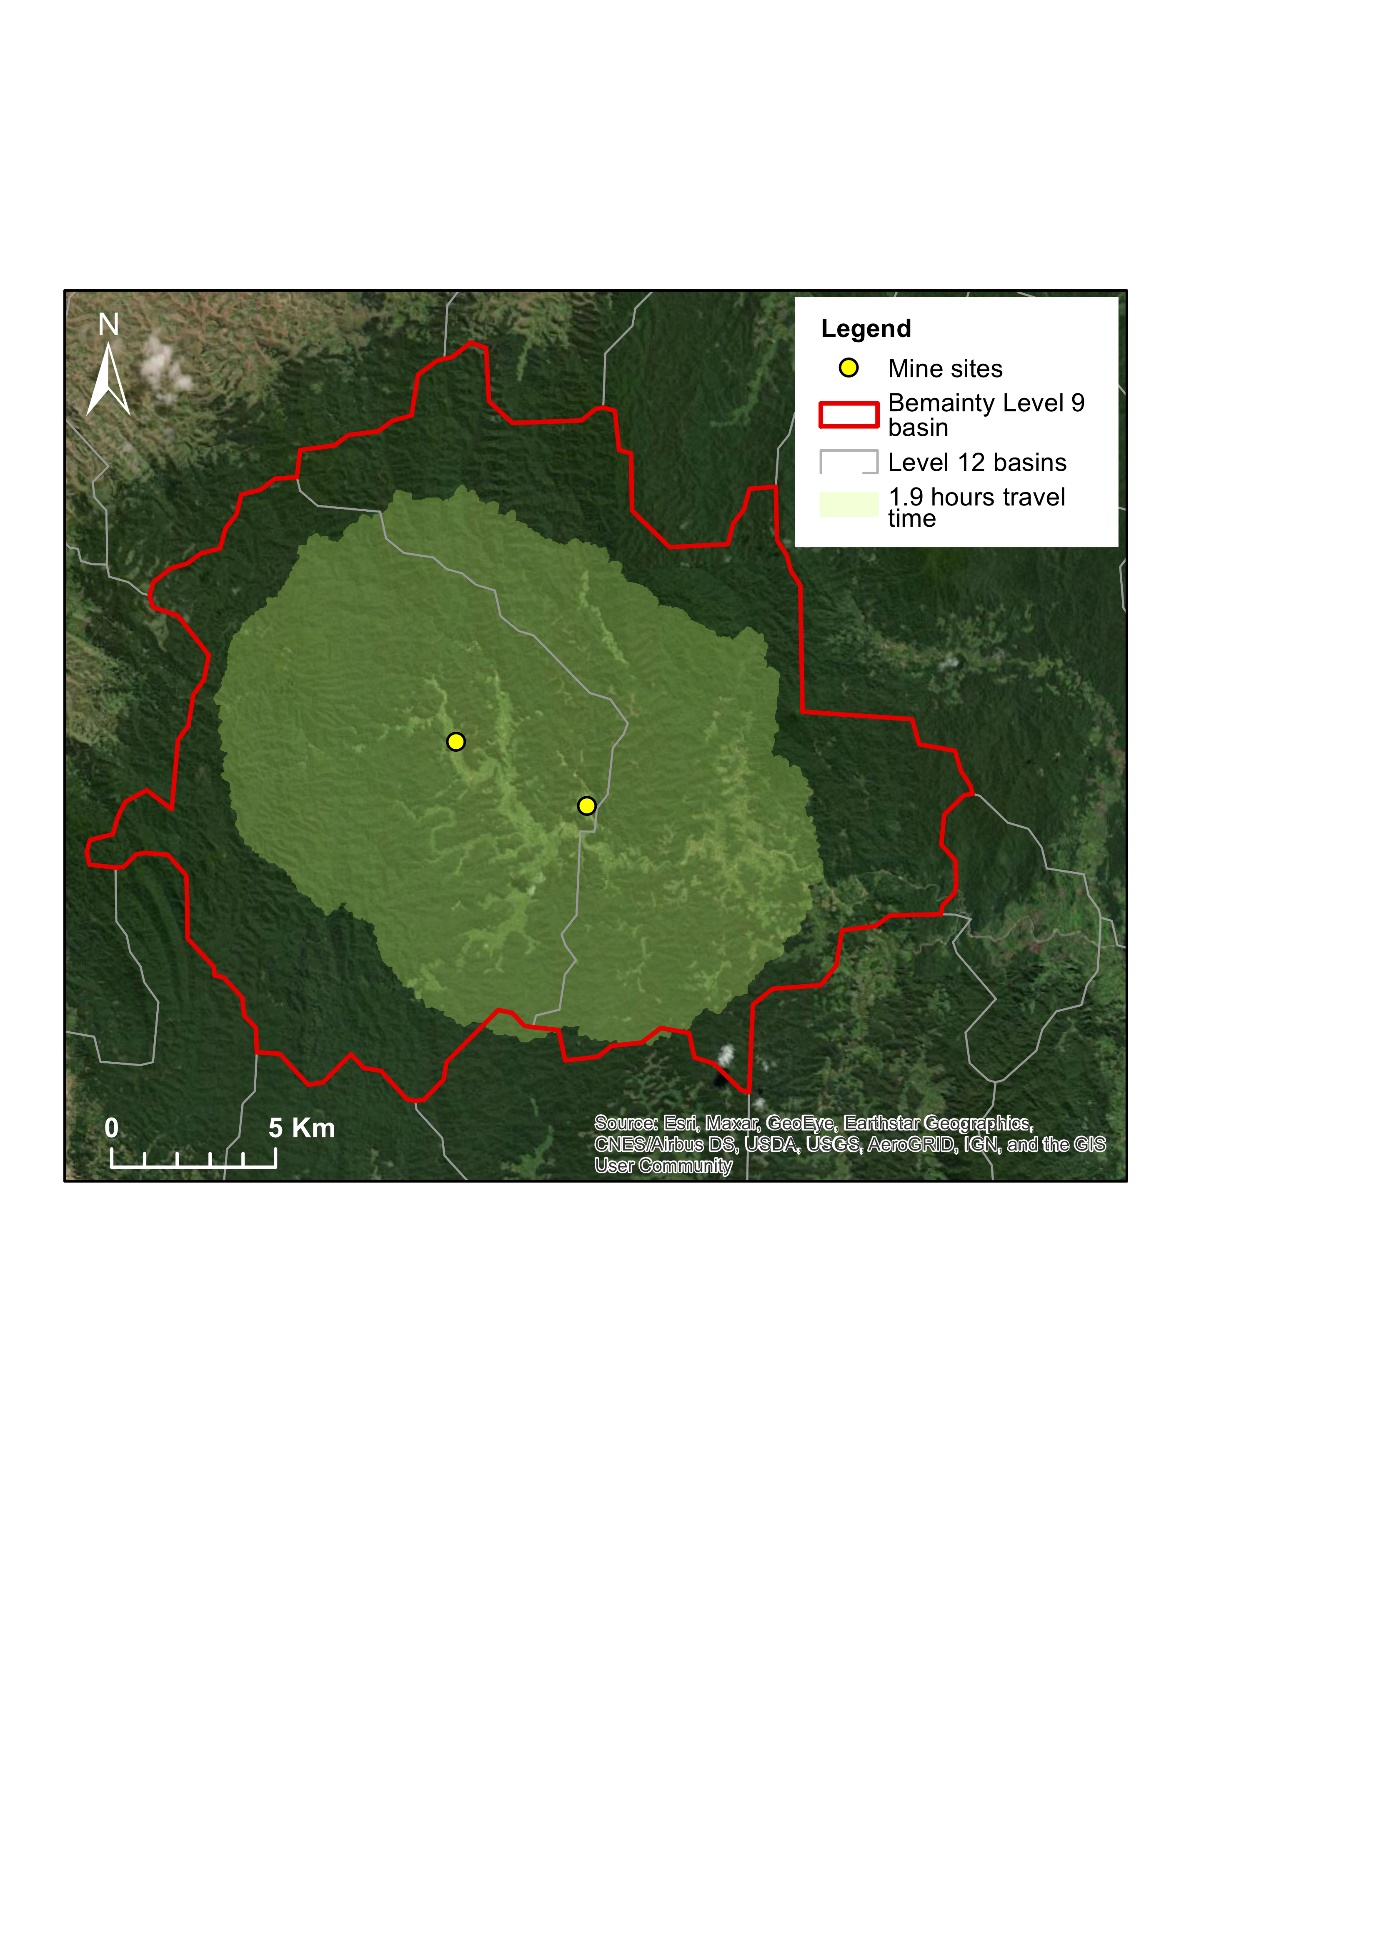 N
Legend
Mine sites
Bemainty Level 9
basin
Level 12 basins
1.9 hours travel
time
0 5 Km
Source: Esri, Maxar, GeoEye, Earthstar Geographics,
CNES/Airbus DS, USDA, USGS, AeroGRID, IGN, and the GIS
User Community